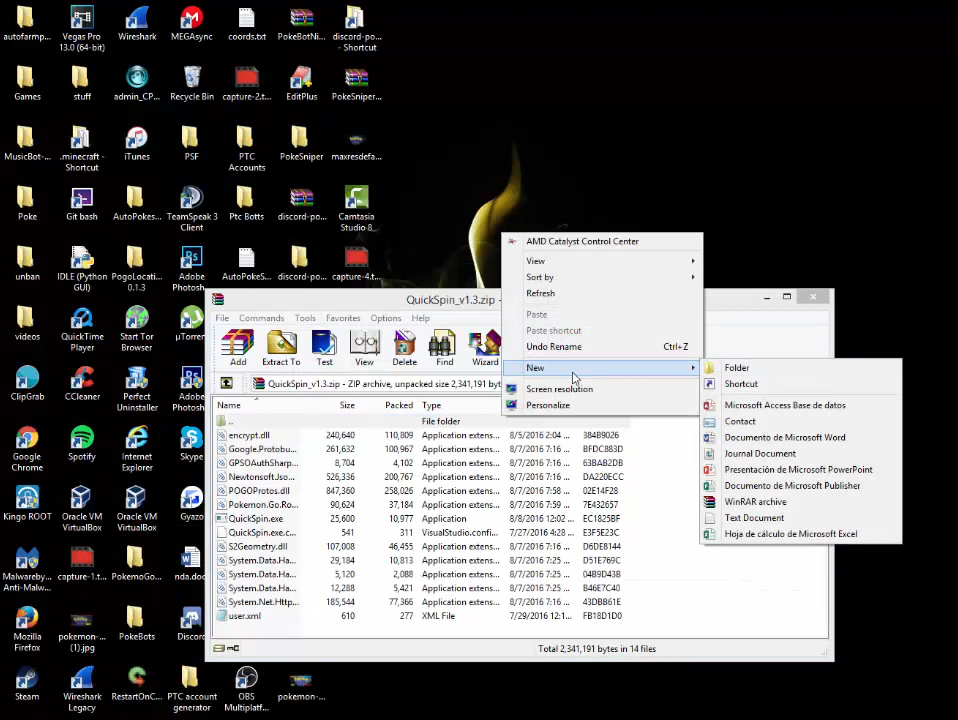 autofarmp...
Vegas Pro
13.0 (64-bit)
Wireshark
MEGAsync
coords.txt
PokeBotNi...
discord-po...
- Shortcut
Games
stuff
admin_CP...
Recycle Bin
capture-2.t...
EditPlus
PokeSniper...
MusicBot-...
.minecraft -
Shortcut
iTunes
PSF
PTC
Accounts
PokeSniper
maxresdefa...
Poke
Git bash
AutoPokes...
TeamSpeak 3
Client
Ptc Botts
discord-po...
Camtasia
Studio 8...
unban
IDLE (Python
GUI)
PogoLocati...
0.1.3
Adobe
Photosh...
AutoPokeS...
discord-po...
capture-4.t...
videos
QuickTime
Player
Start Tor
Browser
µTorren...
ClipGrab
CCleaner
Perfect
Uninstaller
Adobe
Photosh...
Google
Chrome
Spotify
Internet
Explorer
Skype
Kingo ROOT
Oracle VM
VirtualBox
Oracle VM
VirtualBox
Gyazo
Malwareby...
Anti-Malw...
capture-1.t...
PokemoGo...
nda.do...
Mozilla
Firefox
pokemon-...
(1).jpg
PokeBots
Discord
Steam
Wireshark
Legacy
RestartOnC...
PTC account
generator
OBS
Multiplatf...
pokemon-...
QuickSpin_v1.3.zip -
File Commands Tools Favorites Options Help
Add Extract To Test View Delete Find Wizard
QuickSpin_v1.3.zip - ZIP archive, unpacked size 2,341,191 byt
Name Size Packed Type
.. File folder
encrypt.dll 240,640 110,809 Application extens... 8/5/2016 2:04 ... 384B9026
Google.Protobu... 261,632 100,967 Application extens... 8/7/2016 7:16 ... BFDC883D
GPSOAuthSharp... 8,704 4,102 Application extens... 8/7/2016 7:16 ... 63BAB2DB
Newtonsoft.Jso... 526,336 200,767 Application extens... 8/7/2016 7:16 ... DA220ECC
POGOProtos.dll 847,360 258,026 Application extens... 8/7/2016 7:59 ... 02E14F28
Pokemon.Go.Ro... 90,624 37,184 Application extens... 8/7/2016 7:16 ... 7E432657
QuickSpin.exe 25,600 10,977 Application 8/8/2016 12:02 ... EC1825BF
QuickSpin.exe.c... 541 311 VisualStudio.confi... 7/27/2016 4:28 ... E3F5E23C
S2Geometry.dll 107,008 46,455 Application extens... 8/7/2016 7:16 ... D6DE8144
System.Data.Ha... 29,184 10,813 Application extens... 8/7/2016 7:25 ... D51E769C
System.Data.Ha... 5,120 2,088 Application extens... 8/7/2016 7:25 ... 04B9D43B
System.Data.Ha... 12,288 5,421 Application extens... 8/7/2016 7:25 ... B46E7C40
System.Net.Http... 185,544 77,366 Application extens... 8/7/2016 7:16 ... 43DBB61E
user.xml 610 277 XML File 7/29/2016 12:1... FB18D1D0
Total 2,341,191 bytes in 14 files
AMD Catalyst Control Center
View
Sort by
Refresh
Paste
Paste shortcut
Undo Rename Ctrl+Z
New
Screen resolution
Personalize
Folder
Shortcut
Microsoft Access Base de datos
Contact
Documento de Microsoft Word
Journal Document
Presentación de Microsoft PowerPoint
Documento de Microsoft Publisher
WinRAR archive
Text Document
Hoja de cálculo de Microsoft Excel